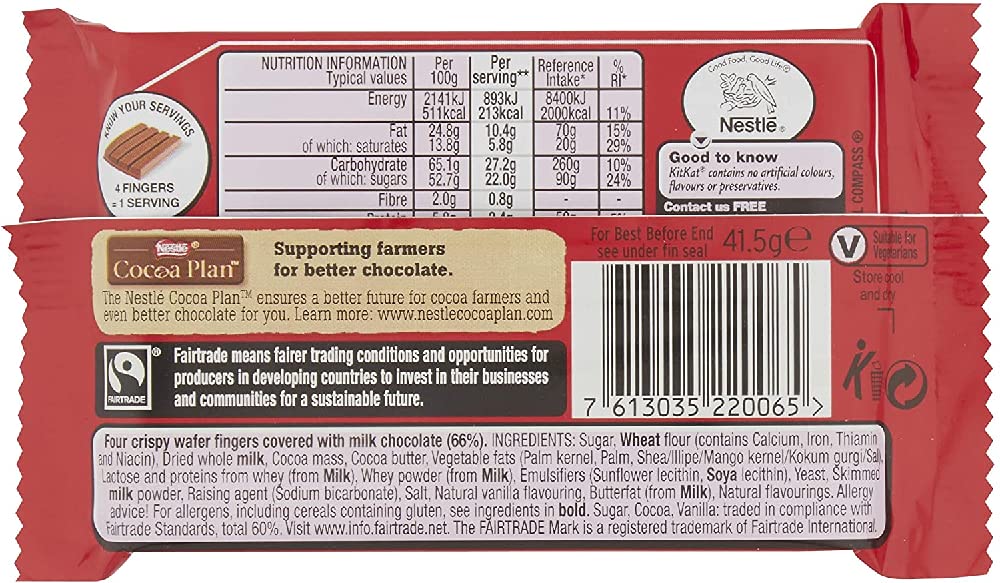 NUTRITION INFORMATION Per Per Reference %
Typical values 100g serving** Intake* RI*
Energy 2141kJ 893kJ 8400kJ
511kcal 213kcal 2000kcal 11%
Fat 24.8g 10.4g 70g 15%
of which: saturates 13.8g 5.8g 20g 29%
Carbohydrate 65.1g 27.2g 260g 10%
of which: sugars 52.7g 22.0g 90g 24%
Fibre 2.0g 0.8g - -
KNOW YOUR SERVINGS
4 FINGERS
= 1 SERVING
Good Food, Good Life®
Nestlé®
Good to know
KitKat® contains no artificial colours,
flavours or preservatives.
Contact us FREE
COMPASS®
Nestlé
Cocoa Plan™
Supporting farmers
for better chocolate.
The Nestlé Cocoa Plan™ ensures a better future for cocoa farmers and
even better chocolate for you. Learn more: www.nestlecocoaplan.com
FAIRTRADE
®
Fairtrade means fairer trading conditions and opportunities for
producers in developing countries to invest in their businesses
and communities for a sustainable future.
For Best Before End
see under fin seal
41.5g℮
V
Suitable for
Vegetarians
Store cool
and dry
7 613035 220065 >
Four crispy wafer fingers covered with milk chocolate (66%). INGREDIENTS: Sugar, Wheat flour (contains Calcium, Iron, Thiamin
and Niacin), Dried whole milk, Cocoa mass, Cocoa butter, Vegetable fats (Palm kernel, Palm, Shea/Illipe/Mango kernel/Kokum gurgi/Sal),
Lactose and proteins from whey (from Milk), Whey powder (from Milk), Emulsifiers (Sunflower lecithin, Soya lecithin), Yeast, Skimmed
milk powder, Raising agent (Sodium bicarbonate), Salt, Natural vanilla flavouring, Butterfat (from Milk), Natural flavourings. Allergy
advice! For allergens, including cereals containing gluten, see ingredients in bold. Sugar, Cocoa, Vanilla: traded in compliance with
Fairtrade Standards, total 60%. Visit www.info.fairtrade.net. The FAIRTRADE Mark is a registered trademark of Fairtrade International.